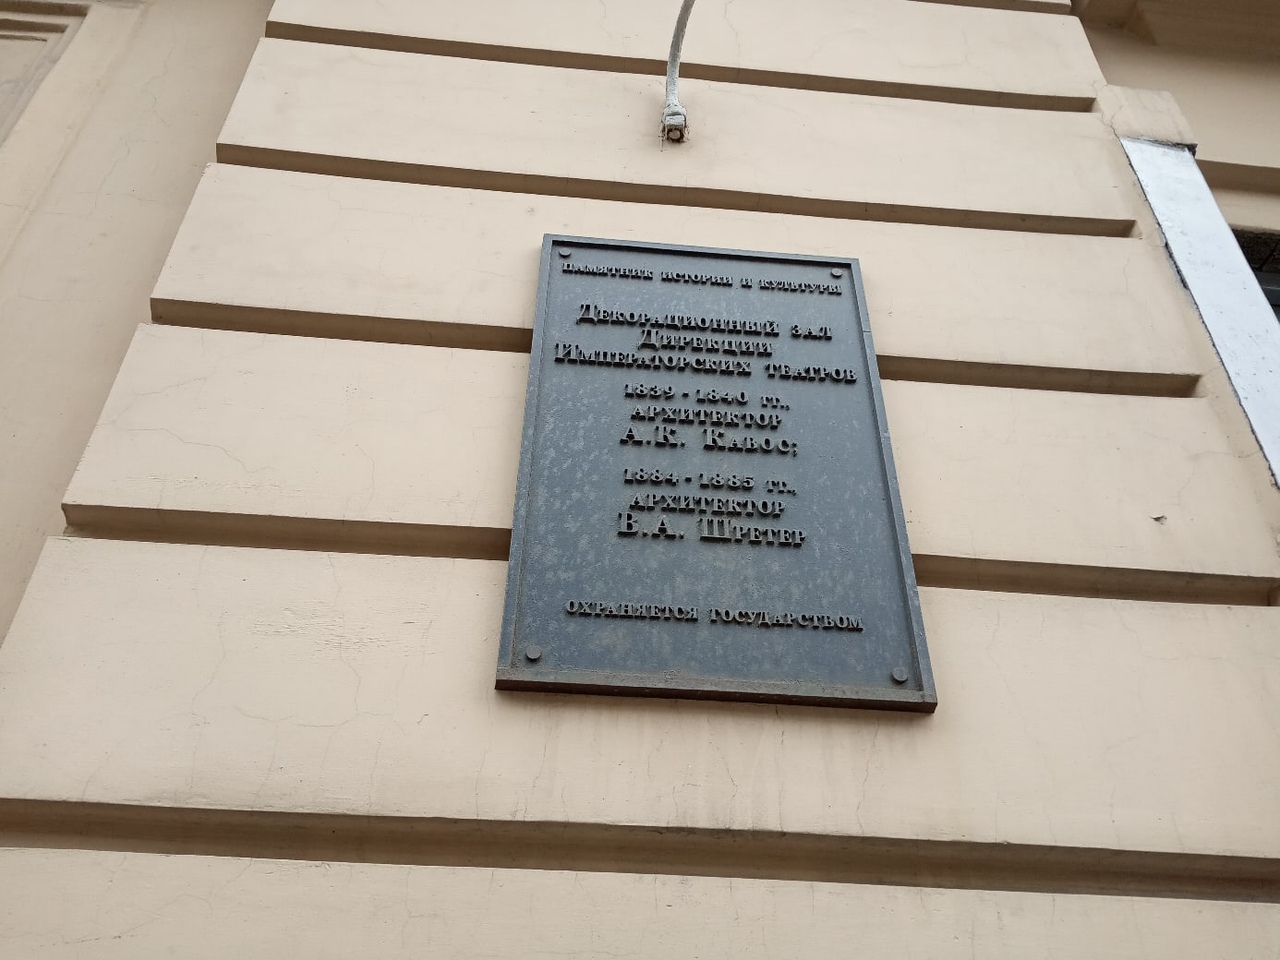 Памятник истории и культуры
Декорационный зал
Дирекции
Императорских театров
1839 - 1840 гг.,
архитектор
А.К. Кавос;
1884 - 1885 гг.,
архитектор
В.А. Шретер
охраняется государством